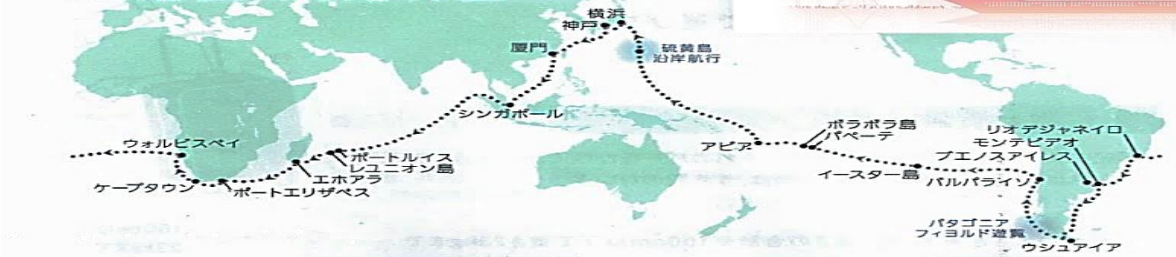 横浜
神戸
厦門
硫黄島
沿岸航行
シンガポール
ボラボラ島
パペーテ
アピア
リオデジャネイロ
モンテビデオ
ブエノスアイレス
イースター島
バルパライソ
パタゴニア
フィヨルド遊覧
ウシュアイア
ウォルビスベイ
ケープタウン
ポートエリザベス
エホアラ
レユニオン島
ポートルイス